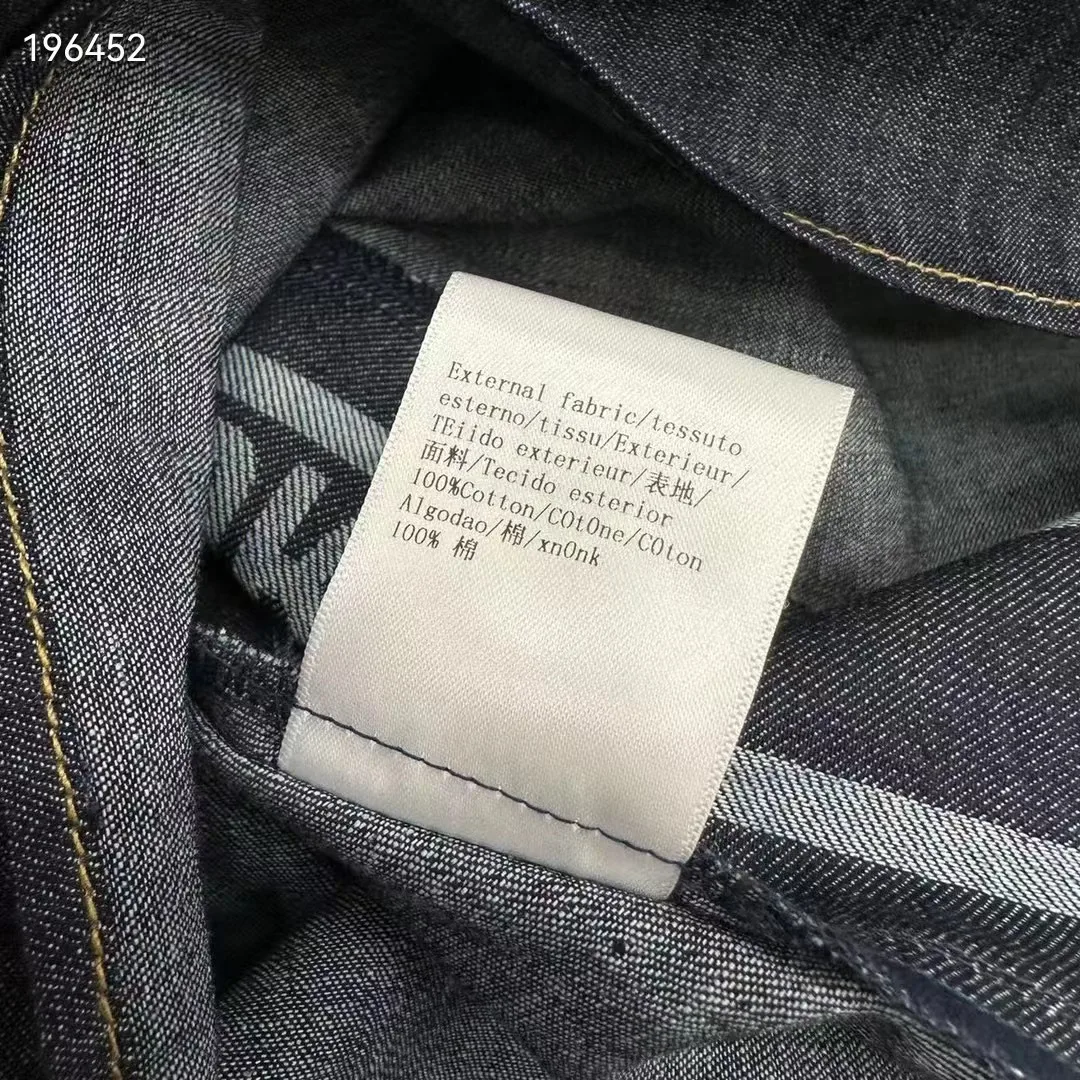 196452
External fabric/tessuto
esterno/tissu/Exterieur/
TEiido exterieur/表地/
面料/Tecido esterior
100%Cotton/COtOne/COton
Algodao/棉/xnOnk
100% 棉